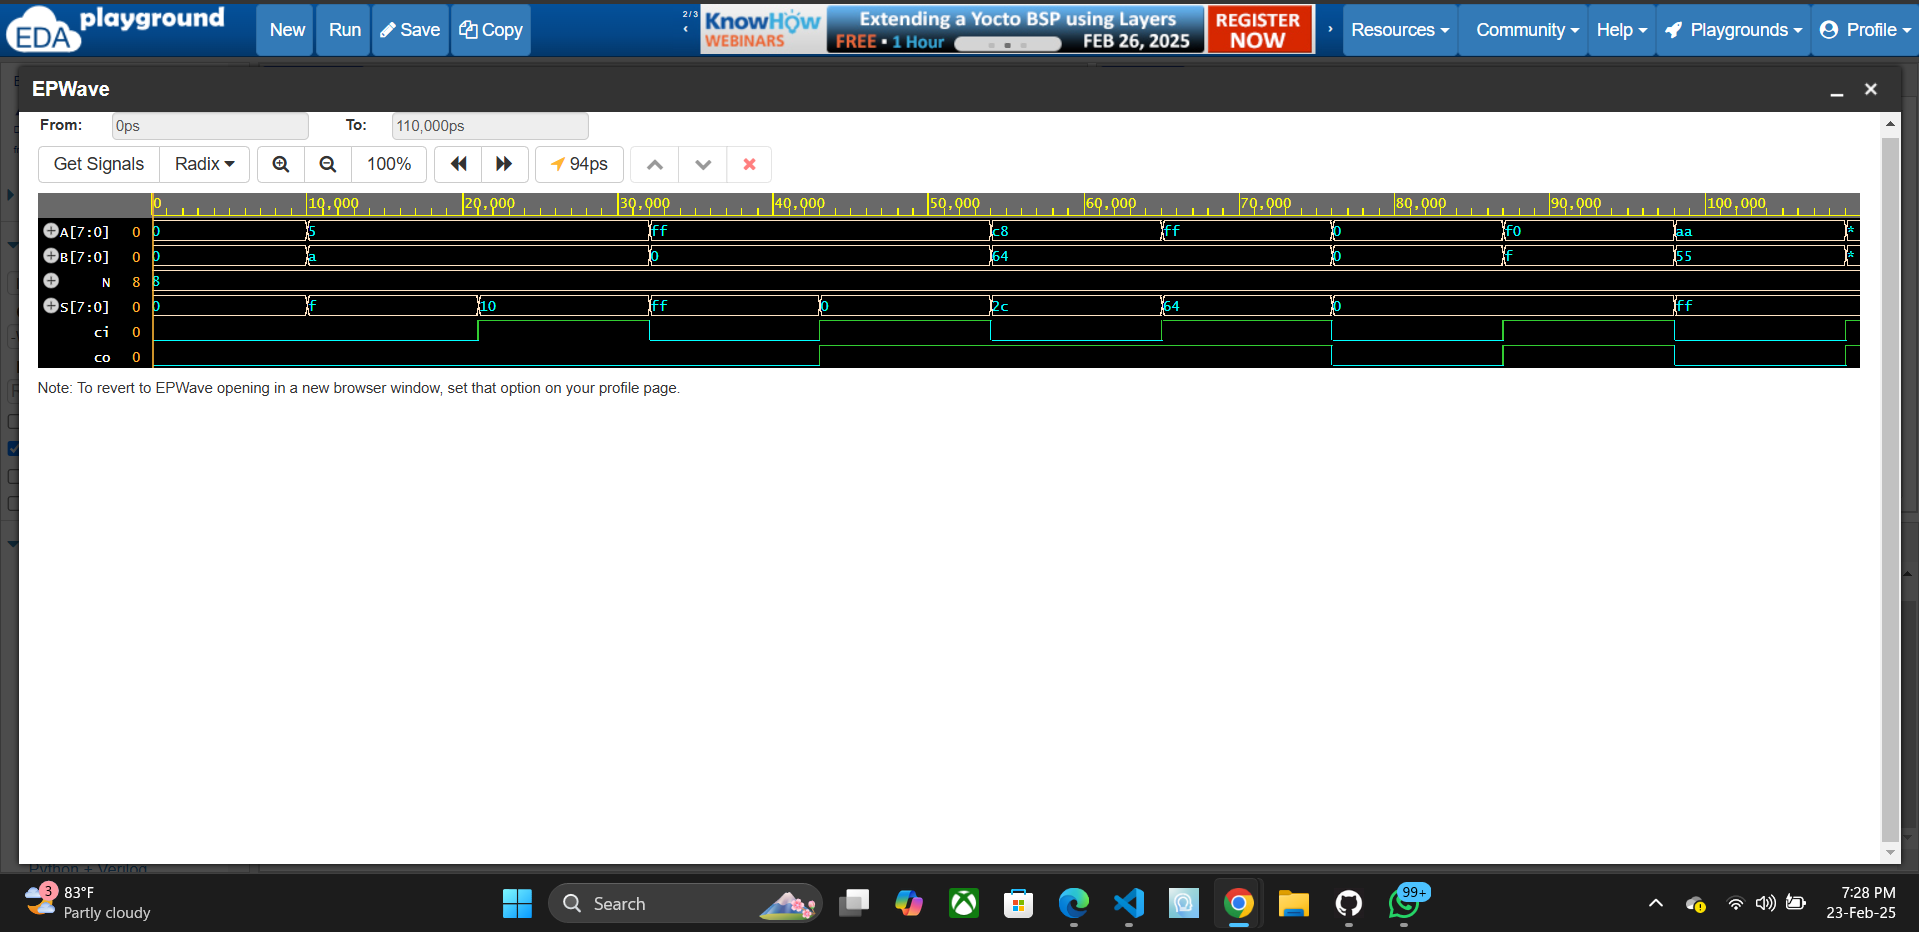 EDA playground
New
Run
Save
Copy
2/3
KnowHow
WEBINARS
Extending a Yocto BSP using Layers
FREE • 1 Hour
FEB 26, 2025
REGISTER
NOW
Resources
Community
Help
Playgrounds
Profile
EPWave
From:
0ps
To:
110,000ps
Get Signals
Radix
100%
94ps
0 10,000 20,000 30,000 40,000 50,000 60,000 70,000 80,000 90,000 100,000
A[7:0] 0 0 5 ff c8 ff 0 f0 aa *
B[7:0] 0 0 a 0 64 0 f 55 *
N 8 8
S[7:0] 0 0 f 10 ff 0 2c 64 0 ff
ci 0
co 0
Note: To revert to EPWave opening in a new browser window, set that option on your profile page.
Python + Verilog
3
83°F
Partly cloudy
Search
99+
7:28 PM
23-Feb-25